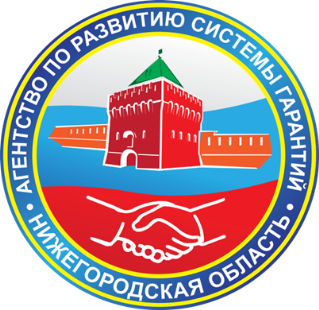 АГЕНТСТВО ПО РАЗВИТИЮ СИСТЕМЫ ГАРАНТИЙ
• НИЖЕГОРОДСКАЯ ОБЛАСТЬ •